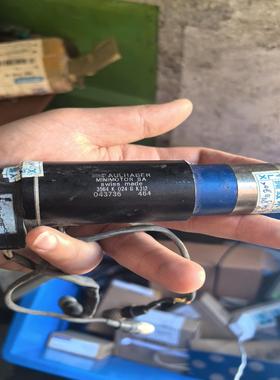 FAULHABER
MINIMOTOR SA
swiss made
3564 K 024 B K312
043736 464